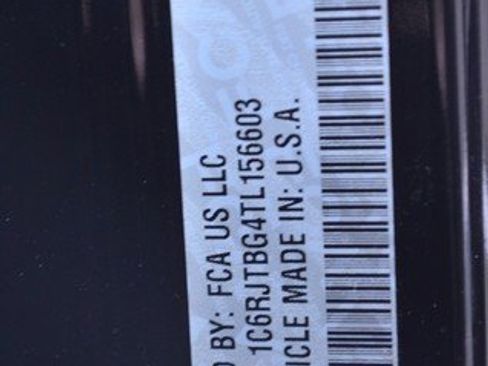 D BY: FCA US LLC
1C6RJTBG4TL156603
ICLE MADE IN: U.S.A.